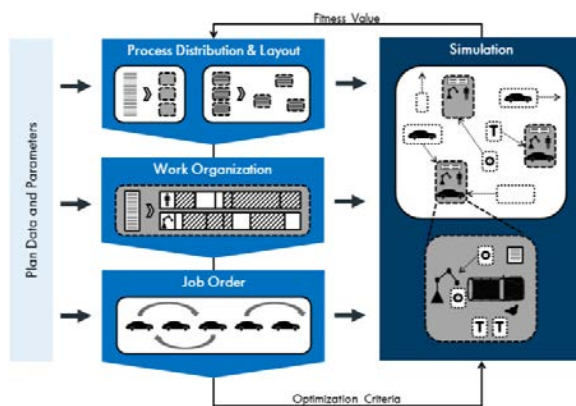 Fitness Value
Process Distribution & Layout
Simulation
Plan Data and Parameters
T
Work Organization
O
Job Order
O
T T
Optimization Criteria